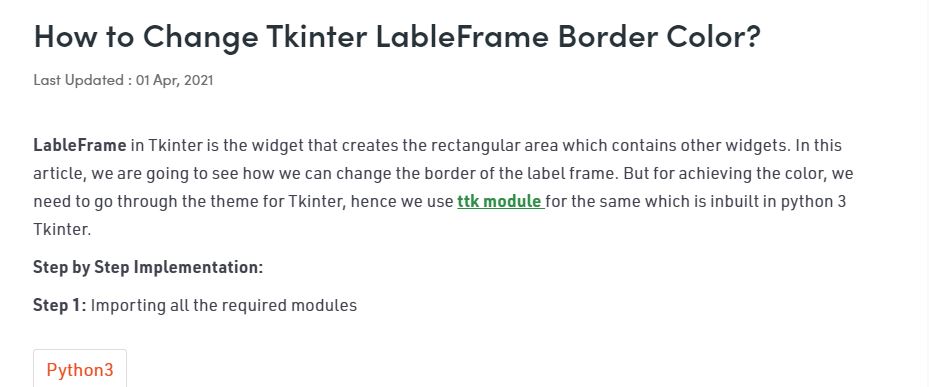 How to Change Tkinter LableFrame Border Color?
Last Updated : 01 Apr, 2021
LableFrame in Tkinter is the widget that creates the rectangular area which contains other widgets. In this
article, we are going to see how we can change the border of the label frame. But for achieving the color, we
need to go through the theme for Tkinter, hence we use ttk module for the same which is inbuilt in python 3
Tkinter.
Step by Step Implementation:
Step 1: Importing all the required modules
Python3